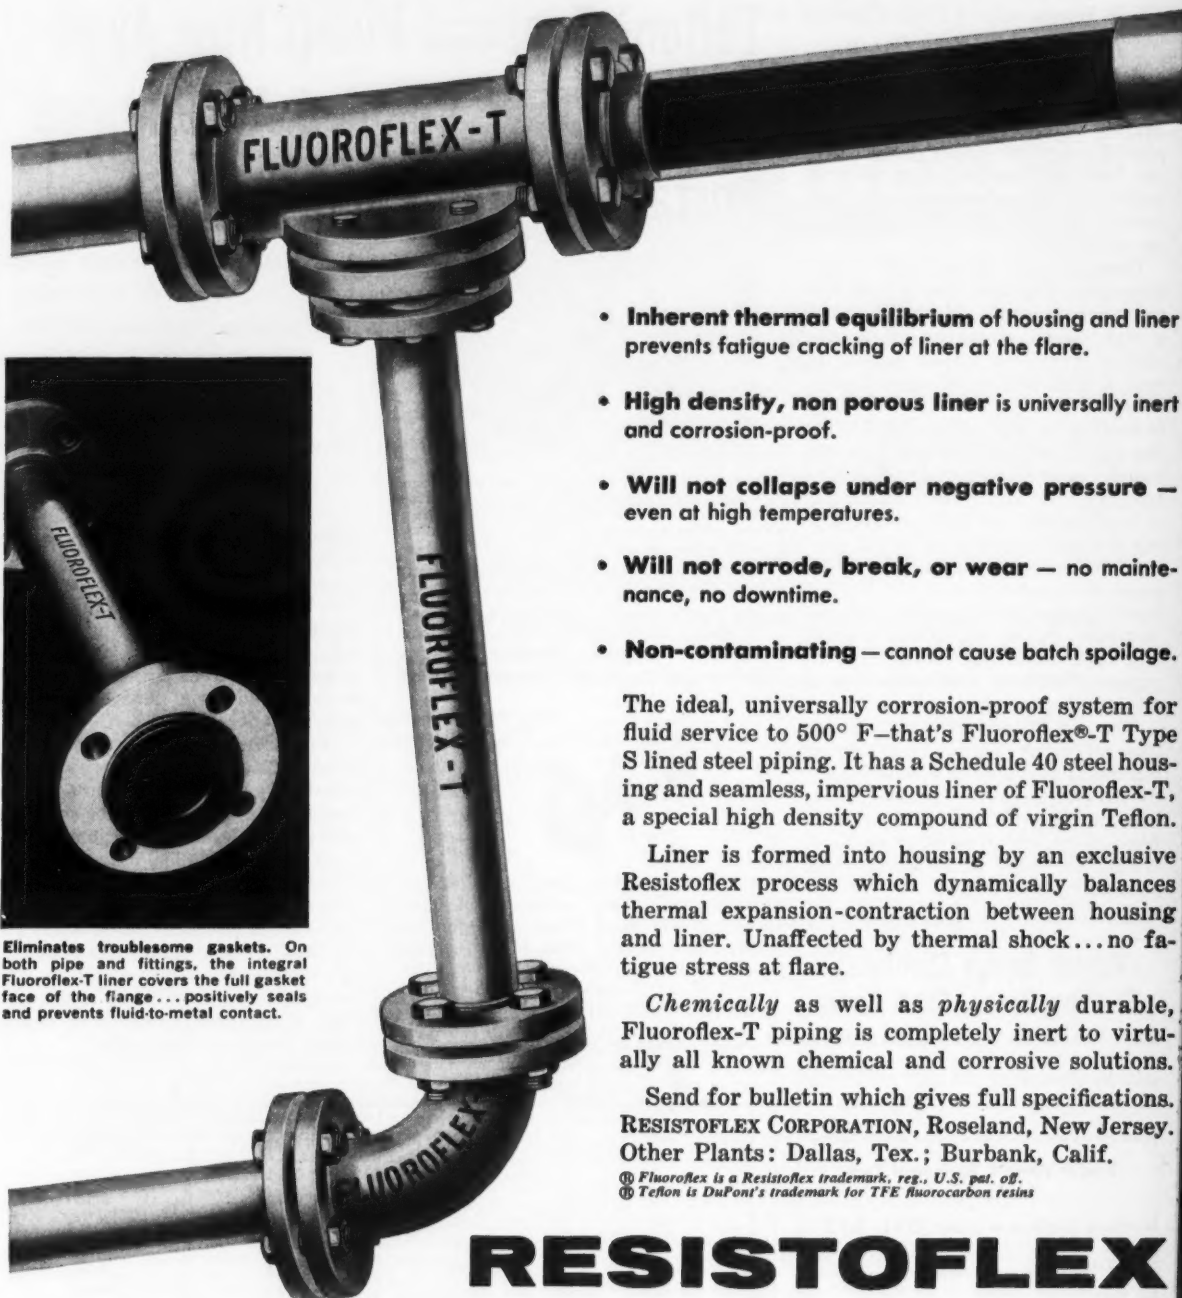 FLUOROFLEX-T
• Inherent thermal equilibrium of housing and liner
prevents fatigue cracking of liner at the flare.
• High density, non porous liner is universally inert
and corrosion-proof.
• Will not collapse under negative pressure —
even at high temperatures.
• Will not corrode, break, or wear — no mainte-
nance, no downtime.
• Non-contaminating — cannot cause batch spoilage.
FLUOROFLEX-T
FLUOROFLEX-T
Eliminates troublesome gaskets. On
both pipe and fittings, the integral
Fluoroflex-T liner covers the full gasket
face of the flange... positively seals
and prevents fluid-to-metal contact.
The ideal, universally corrosion-proof system for
fluid service to 500° F—that's Fluoroflex®-T Type
S lined steel piping. It has a Schedule 40 steel hous-
ing and seamless, impervious liner of Fluoroflex-T,
a special high density compound of virgin Teflon.
Liner is formed into housing by an exclusive
Resistoflex process which dynamically balances
thermal expansion-contraction between housing
and liner. Unaffected by thermal shock...no fa-
tigue stress at flare.
Chemically as well as physically durable,
Fluoroflex-T piping is completely inert to virtu-
ally all known chemical and corrosive solutions.
Send for bulletin which gives full specifications.
RESISTOFLEX CORPORATION, Roseland, New Jersey.
Other Plants: Dallas, Tex.; Burbank, Calif.
® Fluoroflex is a Resistoflex trademark, reg., U.S. pat. off.
® Teflon is DuPont's trademark for TFE fluorocarbon resins
FLUOROFLEX-
RESISTOFLEX